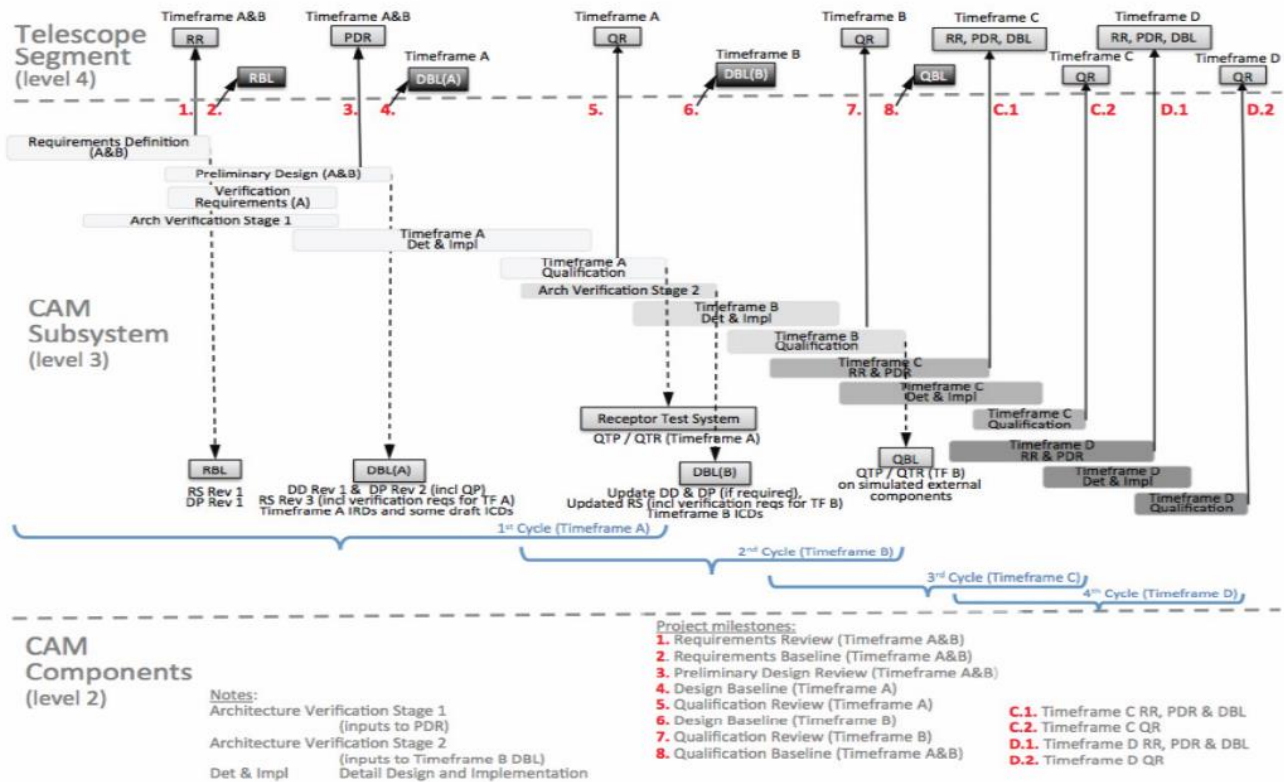 Timeframe A&B
Timeframe A&B
Timeframe A
Timeframe B
Timeframe C
Timeframe D
Telescope
Segment
(level 4)
RR
PDR
QR
QR
RR, PDR, DBL
RR, PDR, DBL
Timeframe A
Timeframe B
Timeframe C
Timeframe D
RBL
DBL(A)
DBL(B)
QBL
QR
QR
1.
2.
3.
4.
5.
6.
7.
8.
C.1
C.2
D.1
D.2
Requirements Definition
(A&B)
Preliminary Design (A&B)
Verification
Requirements (A)
Arch Verification Stage 1
Timeframe A
Det & Impl
Timeframe A
Qualification
Arch Verification Stage 2
CAM
Subsystem
(level 3)
Timeframe B
Det & Impl
Timeframe B
Qualification
Timeframe C
RR & PDR
Timeframe C
Det & Impl
Timeframe C
Qualification
Timeframe D
RR & PDR
Timeframe D
Det & Impl
Timeframe D
Qualification
Receptor Test System
QTP / QTR (Timeframe A)
RBL
RS Rev 1
DP Rev 1
DBL(A)
DD Rev 1 & DP Rev 2 (incl QP)
RS Rev 3 (incl verification reqs for TF A)
Timeframe A IRDs and some draft ICDs
DBL(B)
Update DD & DP (if required),
Updated RS (incl verification reqs for TF B)
Timeframe B ICDs
QBL
QTP / QTR (TF B)
on simulated external
components
1st Cycle (Timeframe A)
2nd Cycle (Timeframe B)
3rd Cycle (Timeframe C)
4th Cycle (Timeframe D)
CAM
Components
(level 2)
Notes:
Architecture Verification Stage 1
(inputs to PDR)
Architecture Verification Stage 2
(inputs to Timeframe B DBL)
Det & Impl Detail Design and Implementation
Project milestones:
1. Requirements Review (Timeframe A&B)
2. Requirements Baseline (Timeframe A&B)
3. Preliminary Design Review (Timeframe A&B)
4. Design Baseline (Timeframe A)
5. Qualification Review (Timeframe A)
6. Design Baseline (Timeframe B)
7. Qualification Review (Timeframe B)
8. Qualification Baseline (Timeframe A&B)
C.1. Timeframe C RR, PDR & DBL
C.2. Timeframe C QR
D.1. Timeframe D RR, PDR & DBL
D.2. Timeframe D QR